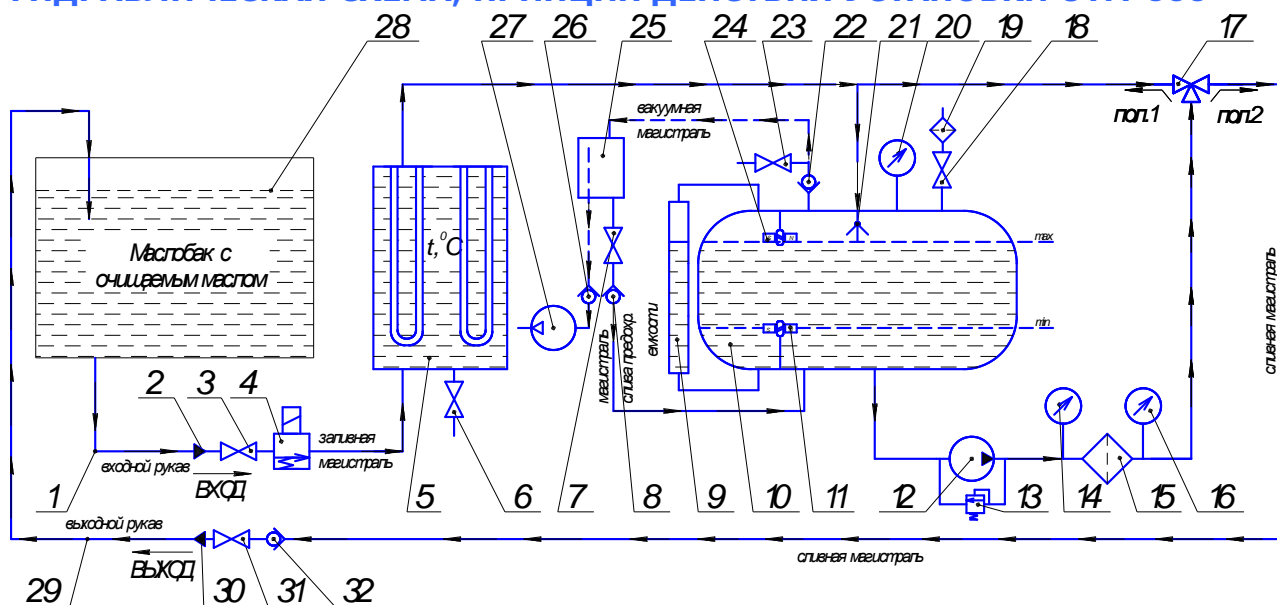 28 27 26 25 24 23 22 21 20 19 18 17
вакуумная
магистраль
пол.1 пол.2
Маслобак с
очищаемым маслом
t,⁰C
max
min
магистраль
слива предохр.
емкости
сливная магистраль
2 3 4
заливная
магистраль
входной рукав
ВХОД
1 5 6 7 8 9 10 11 12 13 14 15 16
выходной рукав
ВЫХОД
сливная магистраль
29 30 31 32